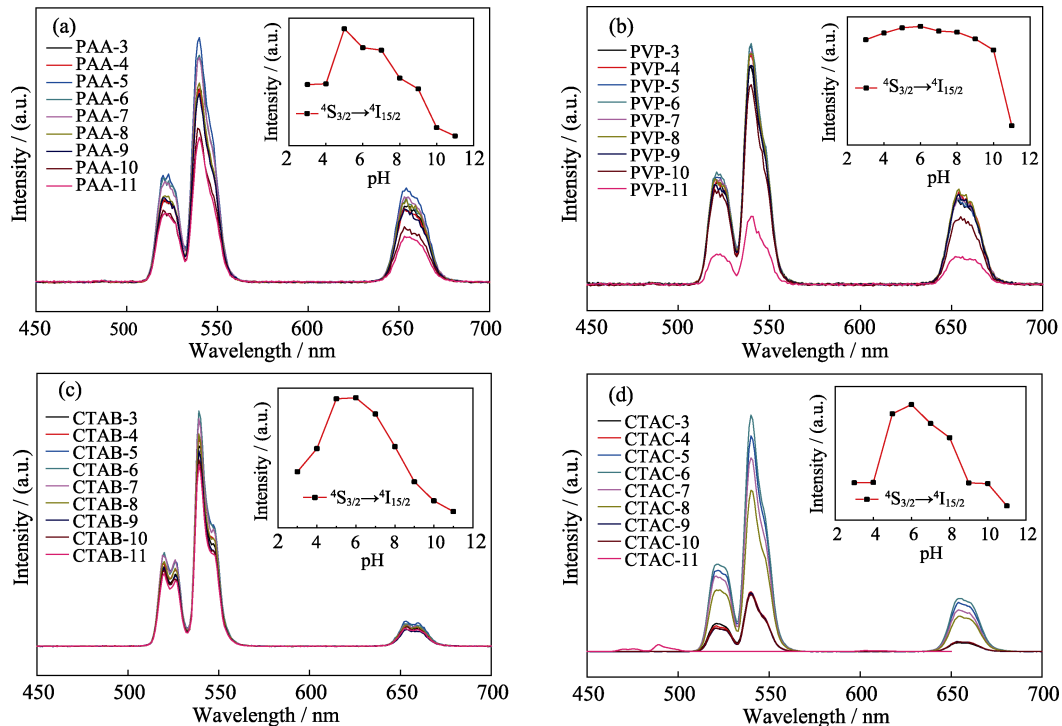 (a)
PAA-3
PAA-4
PAA-5
PAA-6
PAA-7
PAA-8
PAA-9
PAA-10
PAA-11
Intensity / (a.u.)
450 500 550 600 650 700
Wavelength / nm
Intensity / (a.u.)
⁴S₃/₂→⁴I₁₅/₂
2 4 6 8 10 12
pH
(b)
PVP-3
PVP-4
PVP-5
PVP-6
PVP-7
PVP-8
PVP-9
PVP-10
PVP-11
Intensity / (a.u.)
450 500 550 600 650 700
Wavelength / nm
Intensity / (a.u.)
⁴S₃/₂→⁴I₁₅/₂
2 4 6 8 10 12
pH
(c)
CTAB-3
CTAB-4
CTAB-5
CTAB-6
CTAB-7
CTAB-8
CTAB-9
CTAB-10
CTAB-11
Intensity / (a.u.)
450 500 550 600 650 700
Wavelength / nm
Intensity / (a.u.)
⁴S₃/₂→⁴I₁₅/₂
2 4 6 8 10 12
pH
(d)
CTAC-3
CTAC-4
CTAC-5
CTAC-6
CTAC-7
CTAC-8
CTAC-9
CTAC-10
CTAC-11
Intensity / (a.u.)
450 500 550 600 650 700
Wavelength / nm
Intensity / (a.u.)
⁴S₃/₂→⁴I₁₅/₂
2 4 6 8 10 12
pH